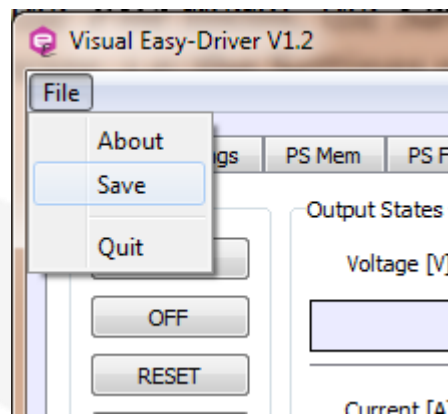 Visual Easy-Driver V1.2
File
About
Save
Quit
PS Mem
Output States
Voltage [V]
OFF
RESET